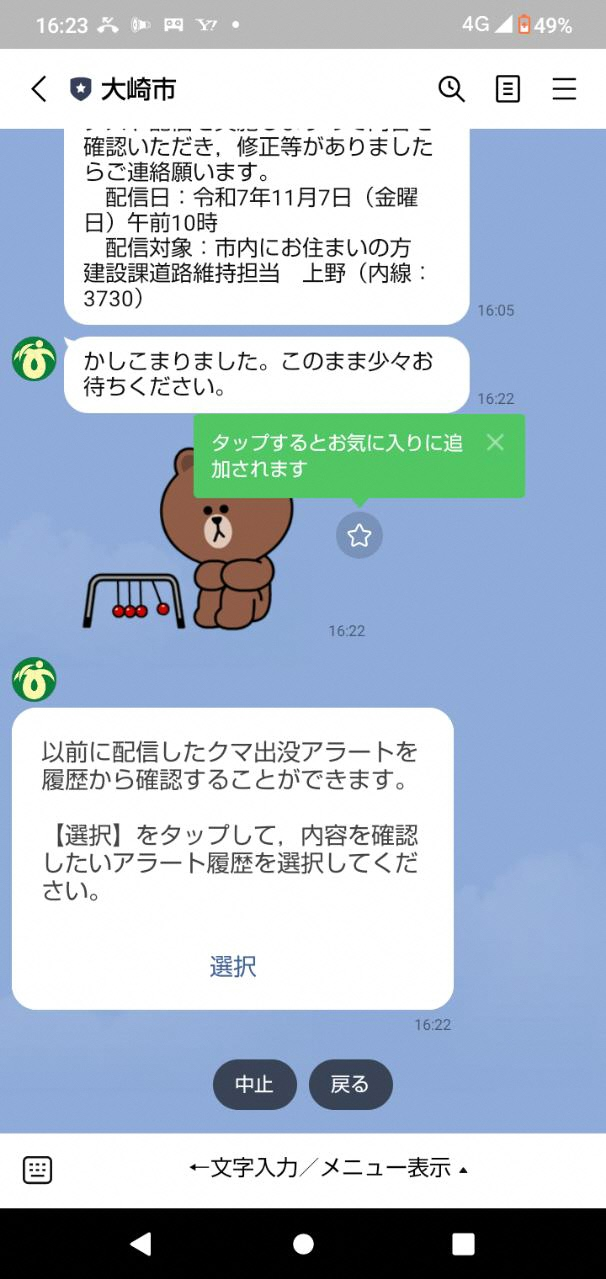 16:23
4G
49%
大崎市
確認いただき，修正等がありました
らご連絡願います。
配信日：令和7年11月7日（金曜
日）午前10時
配信対象：市内にお住まいの方
建設課道路維持担当　上野（内線：
3730）
16:05
かしこまりました。このまま少々お
待ちください。
16:22
タップするとお気に入りに追
加されます
16:22
以前に配信したクマ出没アラートを
履歴から確認することができます。
【選択】をタップして，内容を確認
したいアラート履歴を選択してくだ
さい。
選択
16:22
中止
戻る
←文字入力／メニュー表示▲